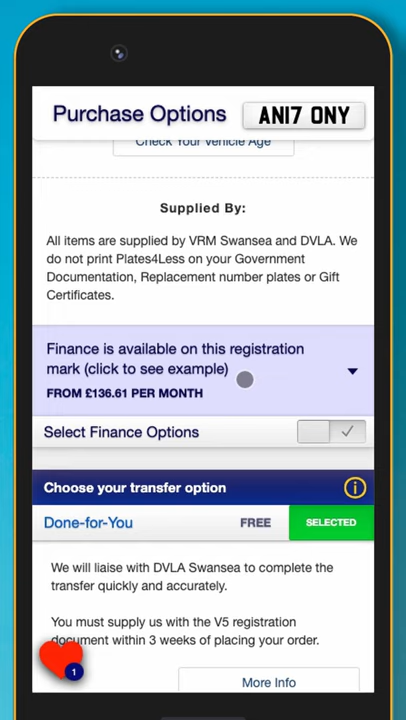 Purchase Options
AN17 ONY
Check Your Vehicle Age
Supplied By:
All items are supplied by VRM Swansea and DVLA. We
do not print Plates4Less on your Government
Documentation, Replacement number plates or Gift
Certificates.
Finance is available on this registration
mark (click to see example)
FROM £136.61 PER MONTH
Select Finance Options
Choose your transfer option
i
Done-for-You
FREE
SELECTED
We will liaise with DVLA Swansea to complete the
transfer quickly and accurately.
You must supply us with the V5 registration
document within 3 weeks of placing your order.
1
More Info